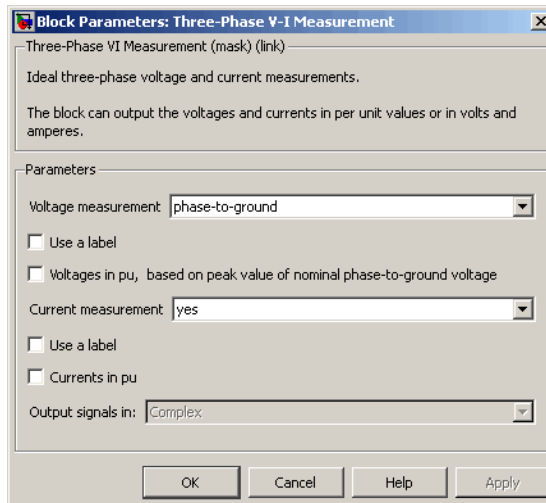 Block Parameters: Three-Phase V-I Measurement
Three-Phase VI Measurement (mask) (link)
Ideal three-phase voltage and current measurements.
The block can output the voltages and currents in per unit values or in volts and
amperes.
Parameters
Voltage measurement phase-to-ground
Use a label
Voltages in pu, based on peak value of nominal phase-to-ground voltage
Current measurement yes
Use a label
Currents in pu
Output signals in: Complex
OK Cancel Help Apply